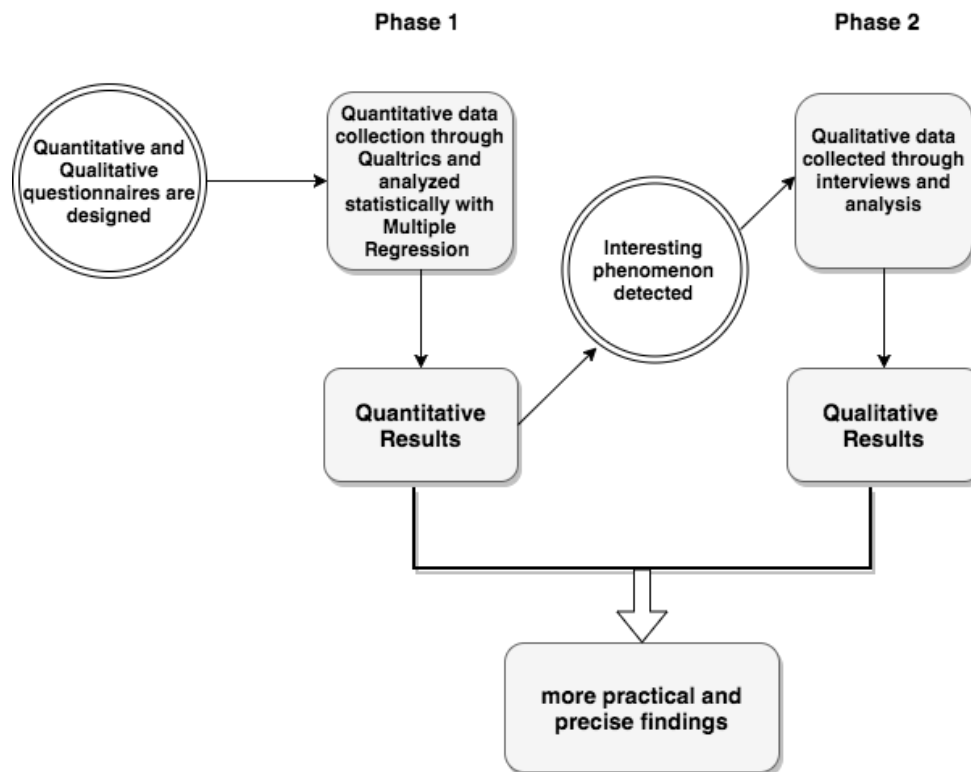 Phase 1
Phase 2
Quantitative and
Qualitative
questionnaires are
designed
Quantitative data
collection through
Qualtrics and
analyzed
statistically with
Multiple
Regression
Interesting
phenomenon
detected
Qualitative data
collected through
interviews and
analysis
Quantitative
Results
Qualitative
Results
more practical and
precise findings